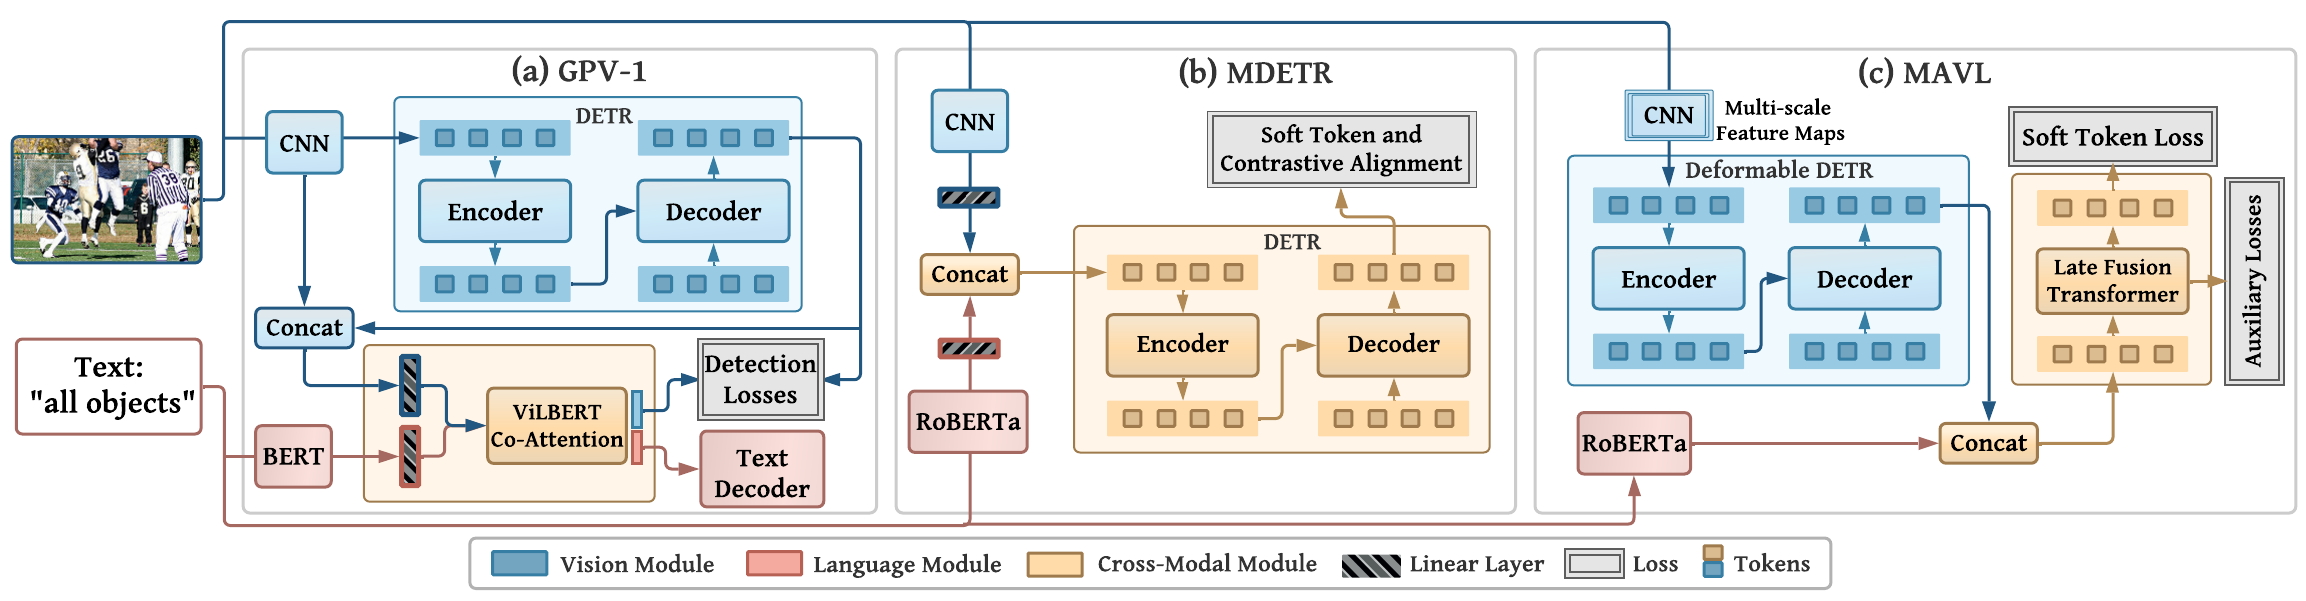 (a) GPV-1
CNN
DETR
Encoder
Decoder
Concat
Text:
"all objects"
BERT
ViLBERT
Co-Attention
Detection
Losses
Text
Decoder
(b) MDETR
CNN
Soft Token and
Contrastive Alignment
Concat
DETR
Encoder
Decoder
RoBERTa
(c) MAVL
CNN
Multi-scale
Feature Maps
Deformable DETR
Encoder
Decoder
RoBERTa
Concat
Soft Token Loss
Late Fusion
Transformer
Auxiliary Losses
26
38
Vision Module
Language Module
Cross-Modal Module
Linear Layer
Loss
Tokens